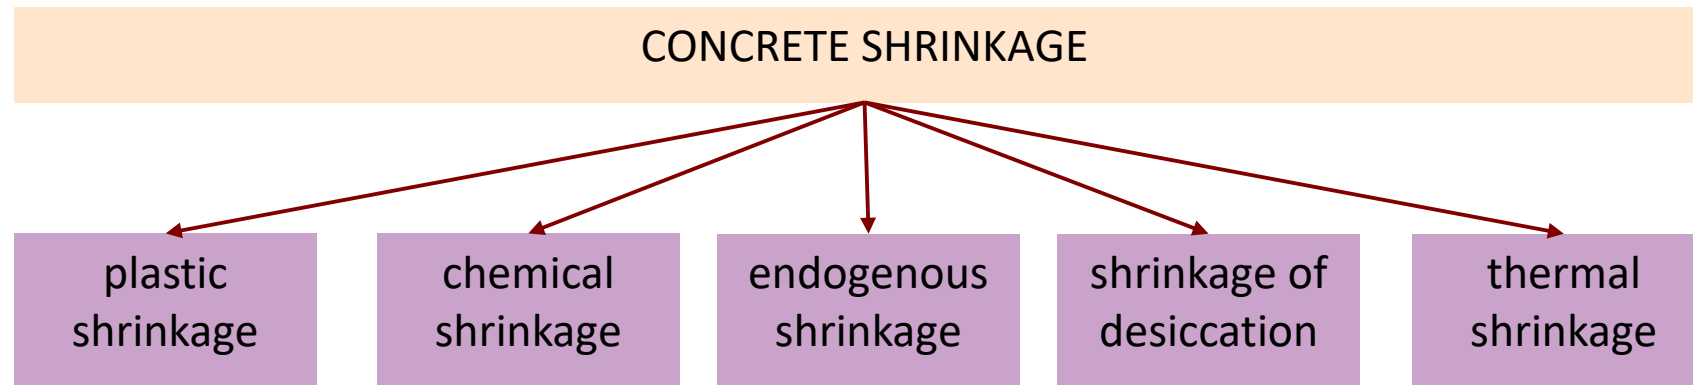 CONCRETE SHRINKAGE
plastic
shrinkage
chemical
shrinkage
endogenous
shrinkage
shrinkage of
desiccation
thermal
shrinkage